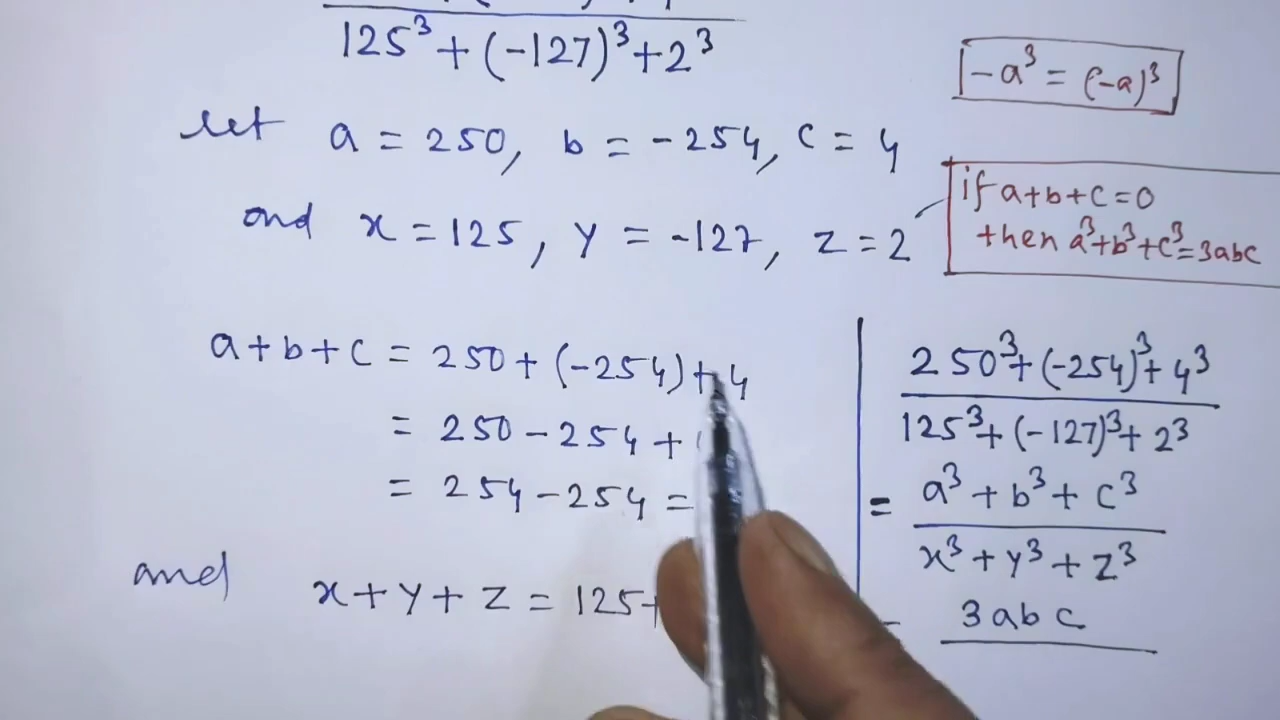 125³ + (-127)³ + 2³
-a³ = (-a)³
let a = 250, b = -254, c = 4
and x = 125, y = -127, z = 2
if a+b+c=0
then a³+b³+c³=3abc
a+b+c = 250 + (-254) + 4
= 250 - 254 +
= 254 - 254 =
and x + y + z = 125+
250³ + (-254)³ + 4³
125³ + (-127)³ + 2³
= a³ + b³ + c³
x³ + y³ + z³
3abc